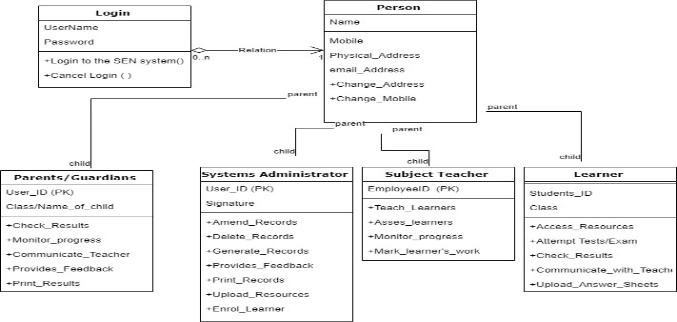 Login
UserName
Password
+Login to the SEN system()
+Cancel Login ( )
Person
Name
Mobile
Physical_Address
email_Address
+Change_Address
+Change_Mobile
0..n
Relation
1
parent
parent
parent
parent
child
child
child
child
Parents/Guardians
User_ID (PK)
Class/Name_of_child
+Check_Results
+Monitor_progress
+Communicate_Teacher
+Provides_Feedback
+Print_Results
Systems Administrator
User_ID (PK)
Signature
+Amend_Records
+Delete_Records
+Generate_Records
+Provides_Feedback
+Print_Records
+Upload_Resources
+Enrol_Learner
Subject Teacher
EmployeeID (PK)
+Teach_Learners
+Asses_learners
+Monitor_progress
+Mark_learner's_work
Learner
Students_ID
Class
+Access_Resources
+Attempt Tests/Exam
+Check_Results
+Communicate_with_Teache
+Upload_Answer_Sheets